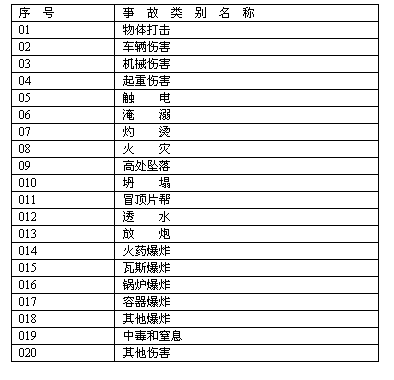 序 号 事 故 类 别 名 称
01 物体打击
02 车辆伤害
03 机械伤害
04 起重伤害
05 触 电
06 淹 溺
07 灼 烫
08 火 灾
09 高处坠落
010 坍 塌
011 冒顶片帮
012 透 水
013 放 炮
014 火药爆炸
015 瓦斯爆炸
016 锅炉爆炸
017 容器爆炸
018 其他爆炸
019 中毒和窒息
020 其他伤害